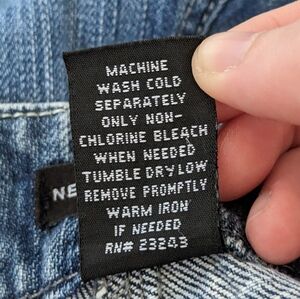 MACHINE
WASH COLD
SEPARATELY
ONLY NON-
CHLORINE BLEACH
WHEN NEEDED
TUMBLE DRY LOW
REMOVE PROMPTLY
WARM IRON
IF NEEDED
RN# 23243
NE